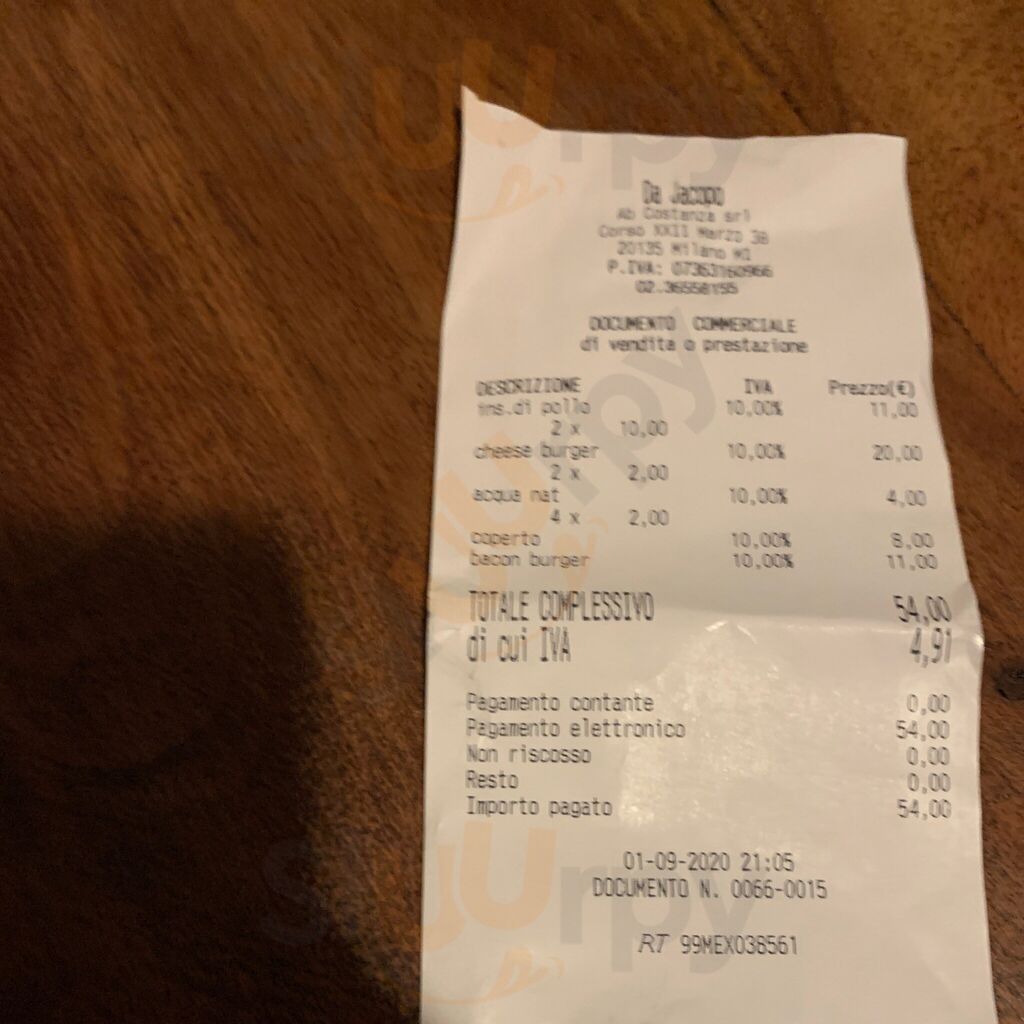 Da Jacopo
Ab Costanza srl
Corso XXII Marzo 38
20135 Milano MI
P.IVA: 07363160966
02.36558155
DOCUMENTO COMMERCIALE
di vendita o prestazione
DESCRIZIONE IVA Prezzo(€)
ins.di pollo 10,00% 11,00
2 x 10,00
cheese burger 10,00% 20,00
2 x 2,00
acqua nat 10,00% 4,00
4 x 2,00
coperto 10,00% 8,00
bacon burger 10,00% 11,00
TOTALE COMPLESSIVO 54,00
di cui IVA 4,91
Pagamento contante 0,00
Pagamento elettronico 54,00
Non riscosso 0,00
Resto 0,00
Importo pagato 54,00
01-09-2020 21:05
DOCUMENTO N. 0066-0015
RT 99MEX038561
sluurpy
sluurpy
sluurpy